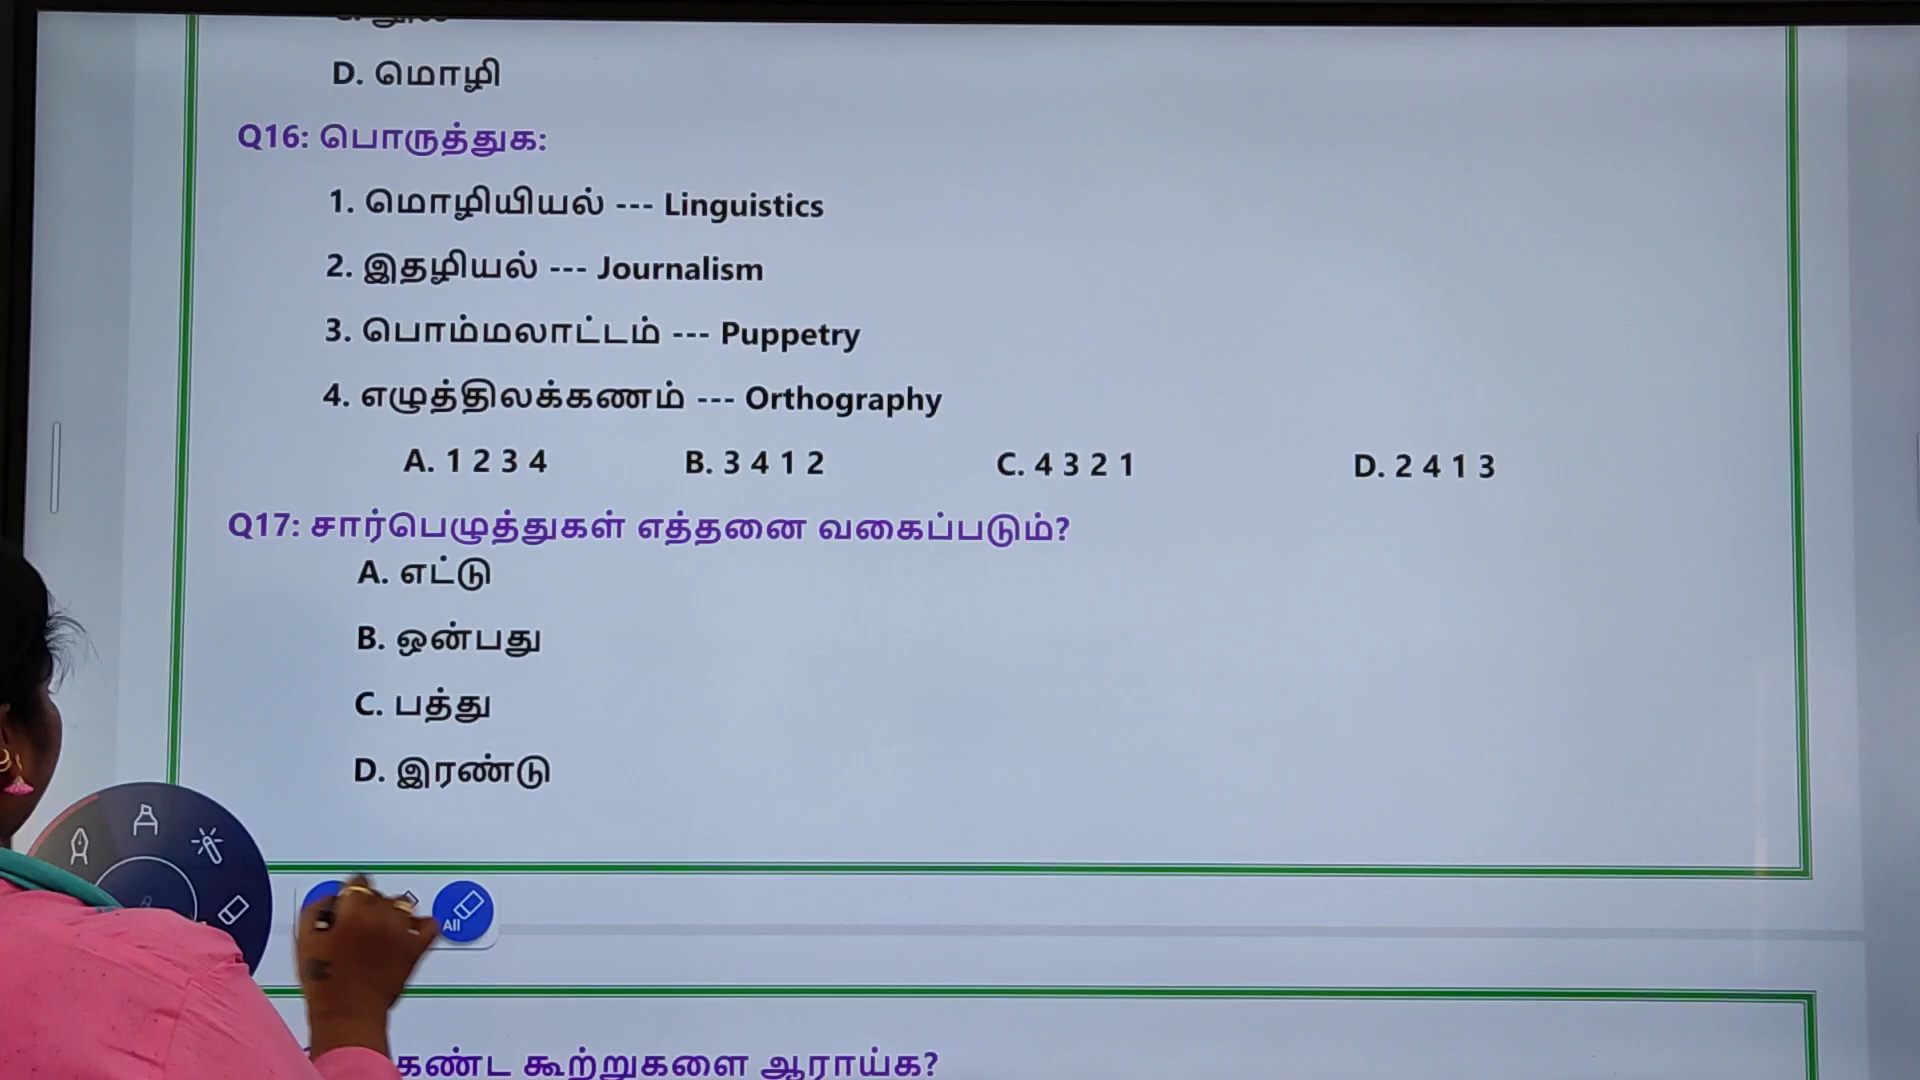 D. மொழி
Q16: பொருத்துக:
1. மொழியியல் --- Linguistics
2. இதழியல் --- Journalism
3. பொம்மலாட்டம் --- Puppetry
4. எழுத்திலக்கணம் --- Orthography
A. 1 2 3 4 B. 3 4 1 2 C. 4 3 2 1 D. 2 4 1 3
Q17: சார்பெழுத்துகள் எத்தனை வகைப்படும்?
A. எட்டு
B. ஒன்பது
C. பத்து
D. இரண்டு
All
கண்ட கூற்றுகளை ஆராய்க?